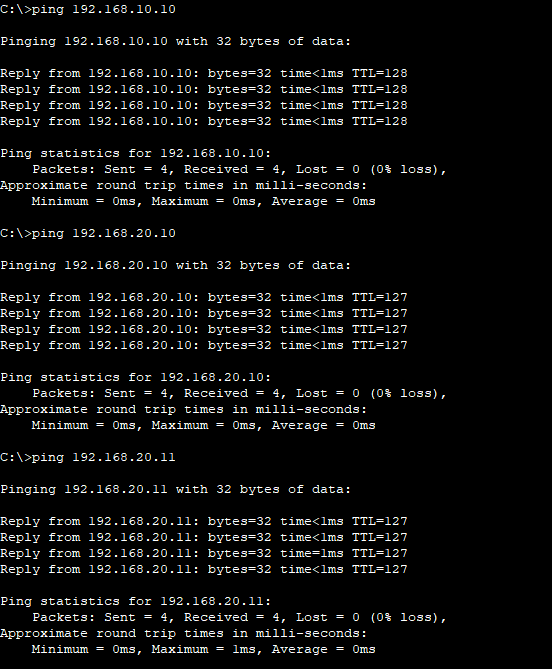 C:\>ping 192.168.10.10
Pinging 192.168.10.10 with 32 bytes of data:
Reply from 192.168.10.10: bytes=32 time<1ms TTL=128
Reply from 192.168.10.10: bytes=32 time<1ms TTL=128
Reply from 192.168.10.10: bytes=32 time<1ms TTL=128
Reply from 192.168.10.10: bytes=32 time<1ms TTL=128
Ping statistics for 192.168.10.10:
    Packets: Sent = 4, Received = 4, Lost = 0 (0% loss),
Approximate round trip times in milli-seconds:
    Minimum = 0ms, Maximum = 0ms, Average = 0ms
C:\>ping 192.168.20.10
Pinging 192.168.20.10 with 32 bytes of data:
Reply from 192.168.20.10: bytes=32 time<1ms TTL=127
Reply from 192.168.20.10: bytes=32 time<1ms TTL=127
Reply from 192.168.20.10: bytes=32 time<1ms TTL=127
Reply from 192.168.20.10: bytes=32 time<1ms TTL=127
Ping statistics for 192.168.20.10:
    Packets: Sent = 4, Received = 4, Lost = 0 (0% loss),
Approximate round trip times in milli-seconds:
    Minimum = 0ms, Maximum = 0ms, Average = 0ms
C:\>ping 192.168.20.11
Pinging 192.168.20.11 with 32 bytes of data:
Reply from 192.168.20.11: bytes=32 time<1ms TTL=127
Reply from 192.168.20.11: bytes=32 time<1ms TTL=127
Reply from 192.168.20.11: bytes=32 time=1ms TTL=127
Reply from 192.168.20.11: bytes=32 time<1ms TTL=127
Ping statistics for 192.168.20.11:
    Packets: Sent = 4, Received = 4, Lost = 0 (0% loss),
Approximate round trip times in milli-seconds:
    Minimum = 0ms, Maximum = 1ms, Average = 0ms